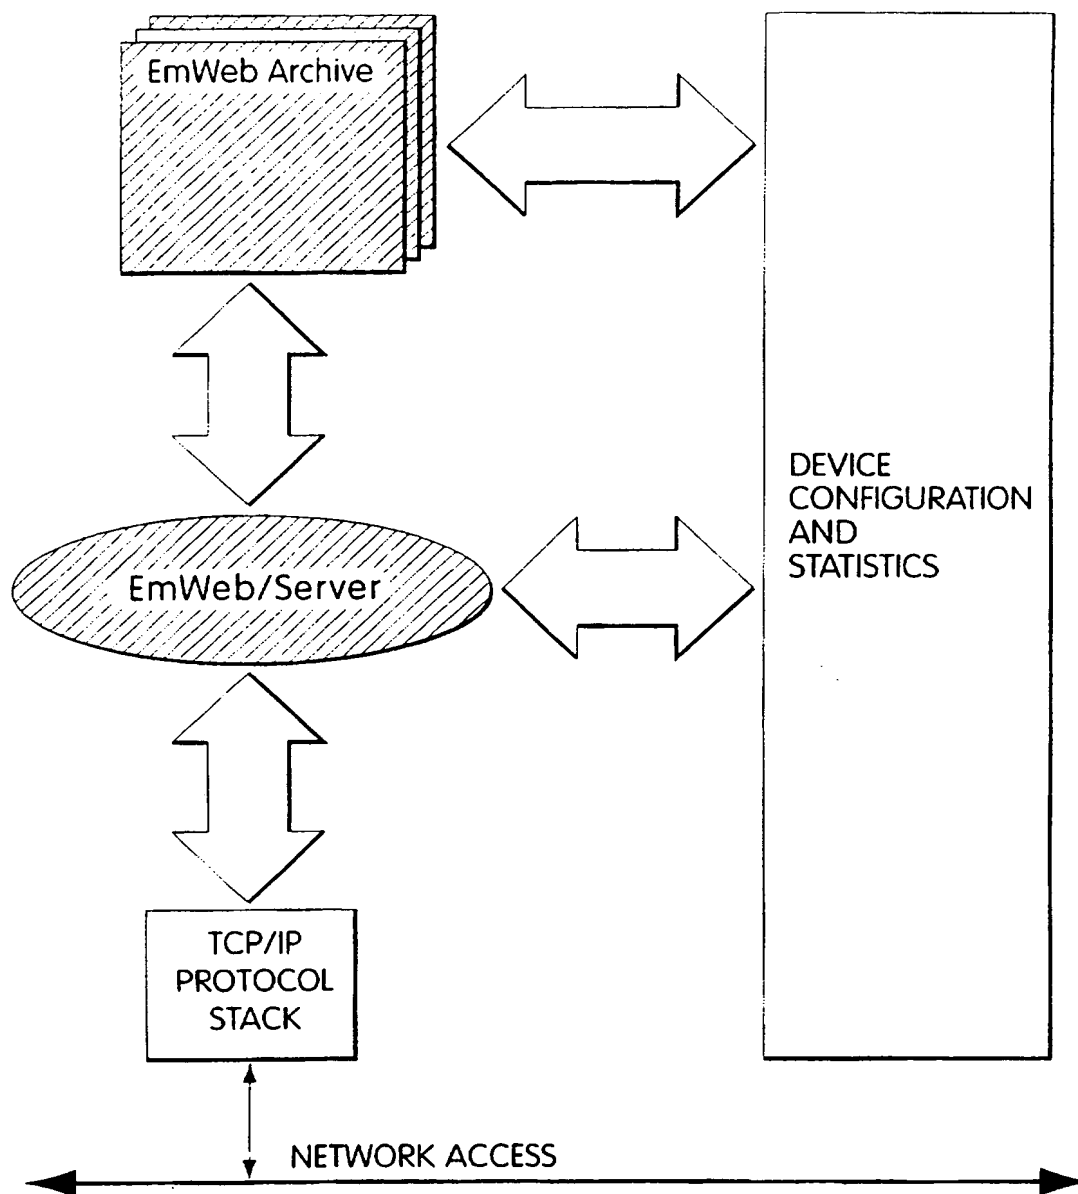 EmWeb Archive
DEVICE
CONFIGURATION
AND
STATISTICS
EmWeb/Server
TCP/IP
PROTOCOL
STACK
NETWORK ACCESS